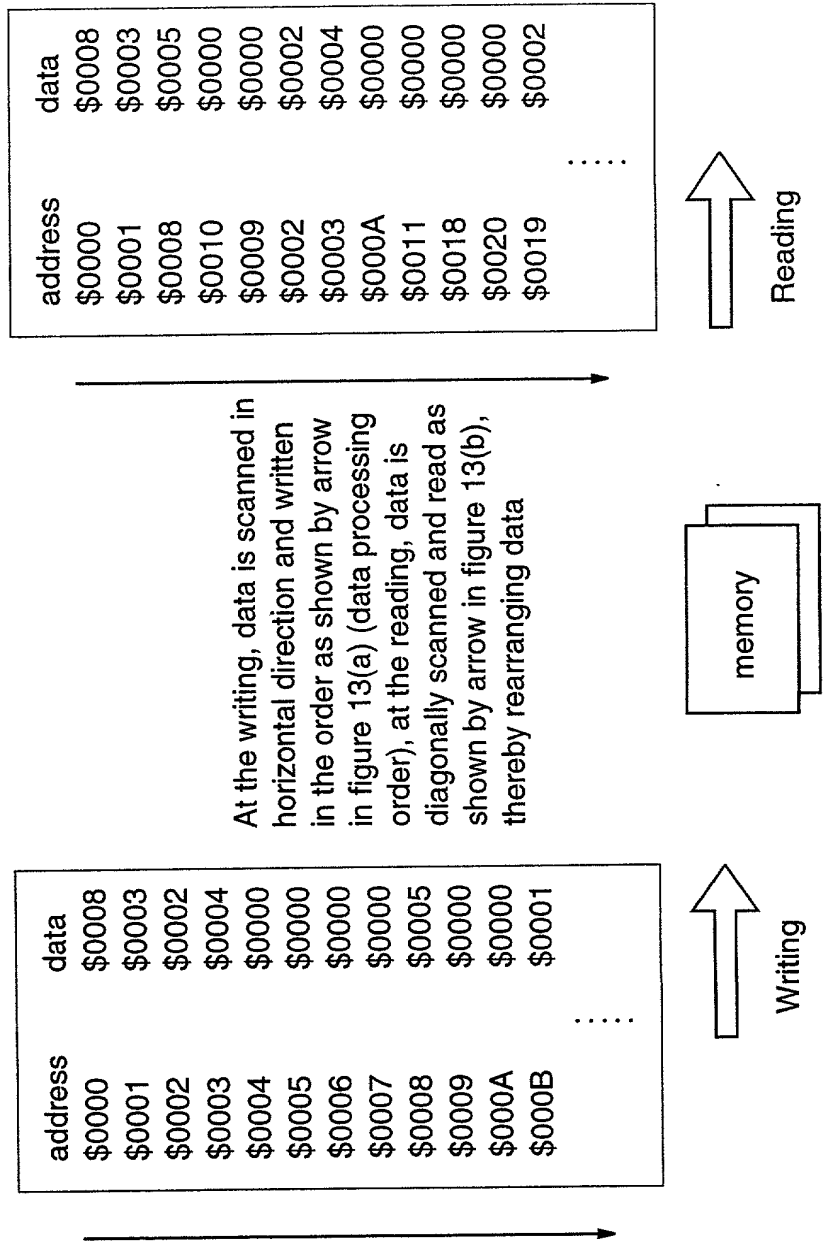 address data
$0000 $0008
$0001 $0003
$0002 $0002
$0003 $0004
$0004 $0000
$0005 $0000
$0006 $0000
$0007 $0000
$0008 $0005
$0009 $0000
$000A $0000
$000B $0001
.....
Writing
At the writing, data is scanned in
horizontal direction and written
in the order as shown by arrow
in figure 13(a) (data processing
order), at the reading, data is
diagonally scanned and read as
shown by arrow in figure 13(b),
thereby rearranging data
memory
address data
$0000 $0008
$0001 $0003
$0008 $0005
$0010 $0000
$0009 $0000
$0002 $0002
$0003 $0004
$000A $0000
$0011 $0000
$0018 $0000
$0020 $0000
$0019 $0002
.....
Reading